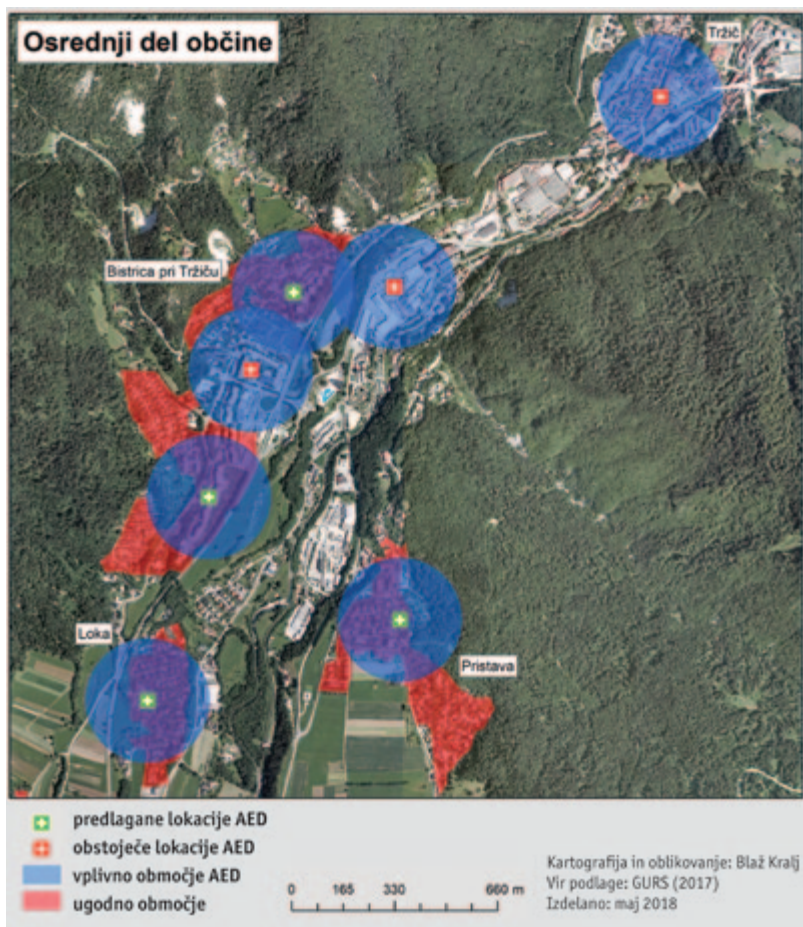 Osrednji del občine
Tržič
Bistrica pri Tržiču
Loka
Pristava
predlagane lokacije AED
obstoječe lokacije AED
vplivno območje AED
ugodno območje
0 165 330 660 m
Kartografija in oblikovanje: Blaž Kralj
Vir podlage: GURS (2017)
Izdelano: maj 2018